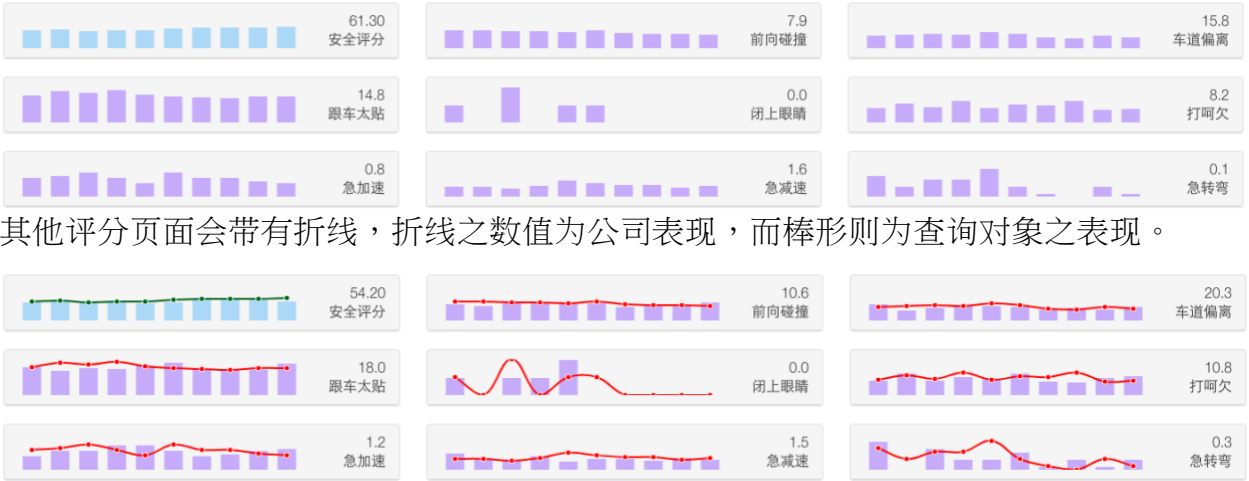 61.30
安全评分
7.9
前向碰撞
15.8
车道偏离
14.8
跟车太贴
0.0
闭上眼睛
8.2
打呵欠
0.8
急加速
1.6
急减速
0.1
急转弯
其他评分页面会带有折线，折线之数值为公司表现，而棒形则为查询对象之表现。
54.20
安全评分
10.6
前向碰撞
20.3
车道偏离
18.0
跟车太贴
0.0
闭上眼睛
10.8
打呵欠
1.2
急加速
1.5
急减速
0.3
急转弯